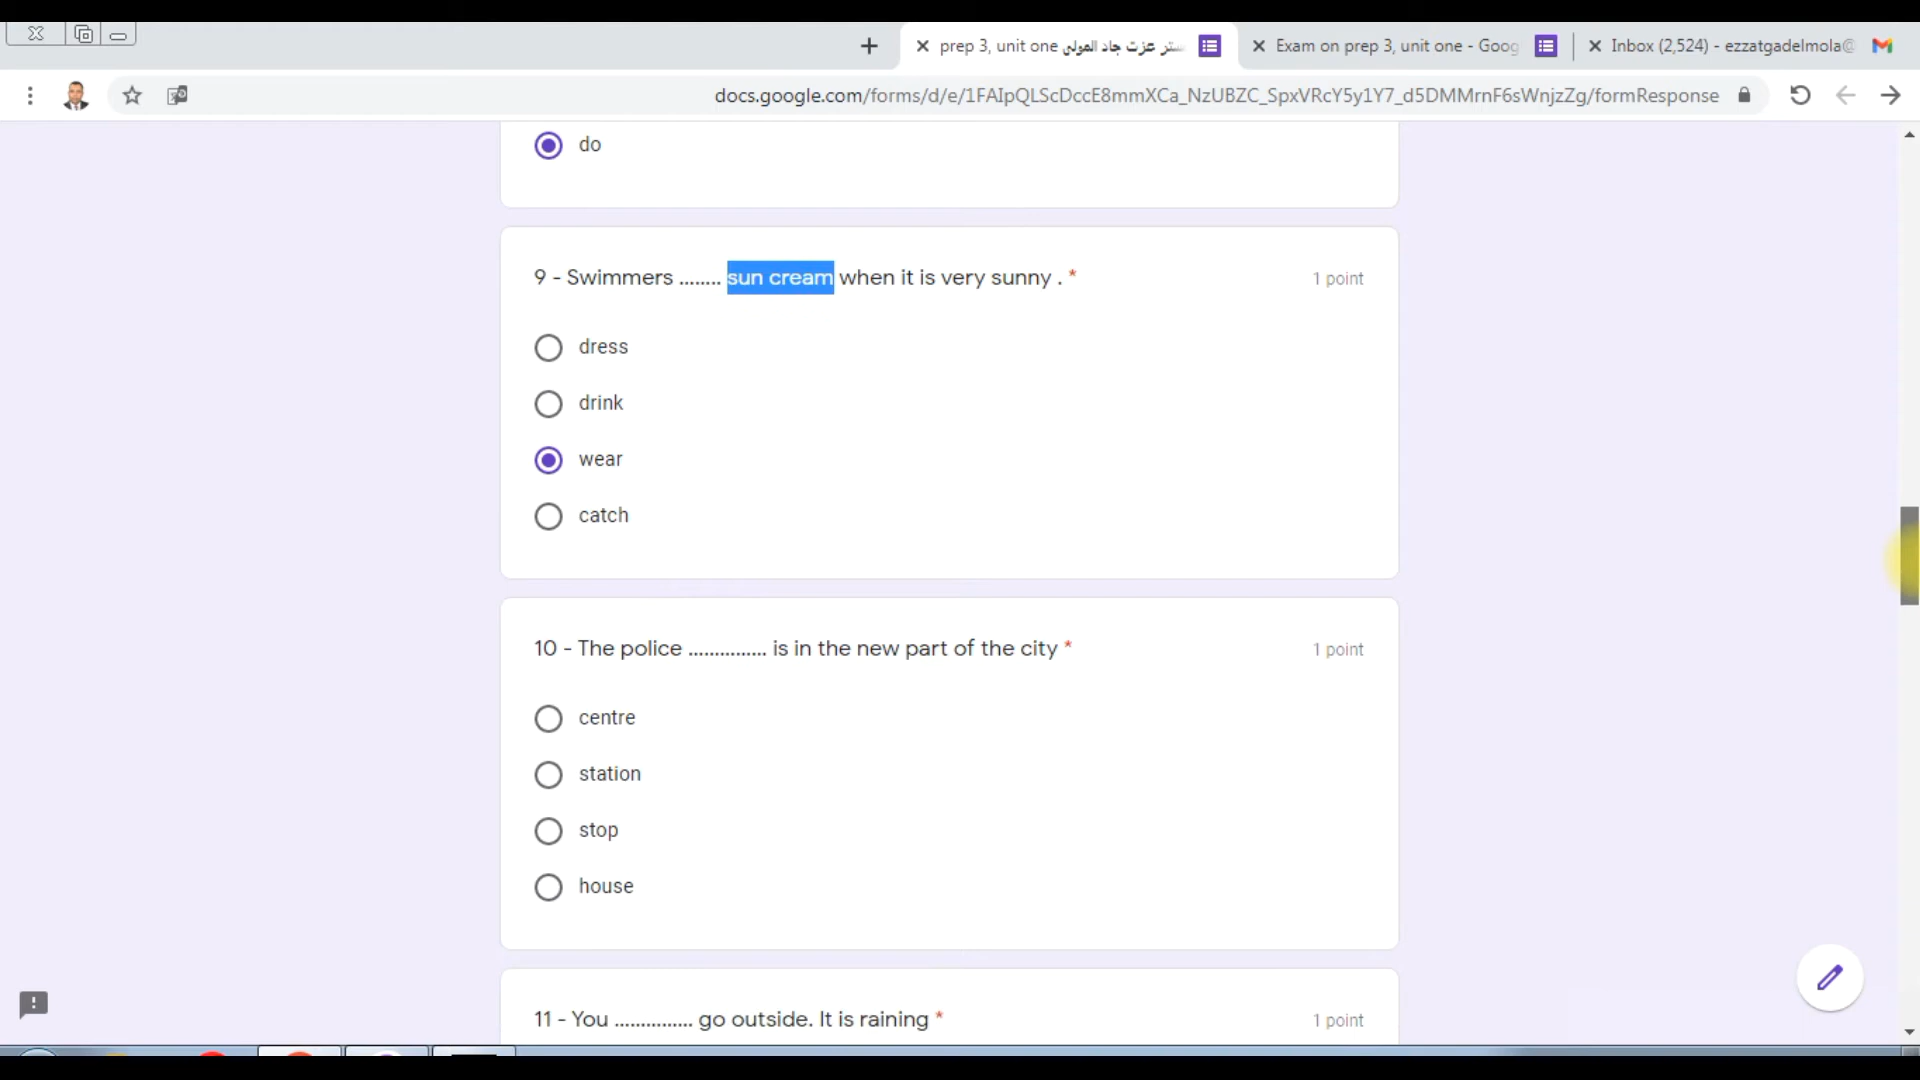 prep 3, unit one مستر عزت جاد المولى
Exam on prep 3, unit one - Goog
Inbox (2,524) - ezzatgadelmola@
docs.google.com/forms/d/e/1FAIpQLScDccE8mmXCa_NzUBZC_SpxVRcY5y1Y7_d5DMMrnF6sWnjzZg/formResponse
do
9 - Swimmers ........ sun cream when it is very sunny . *
1 point
dress
drink
wear
catch
10 - The police ............... is in the new part of the city *
1 point
centre
station
stop
house
11 - You ............... go outside. It is raining *
1 point